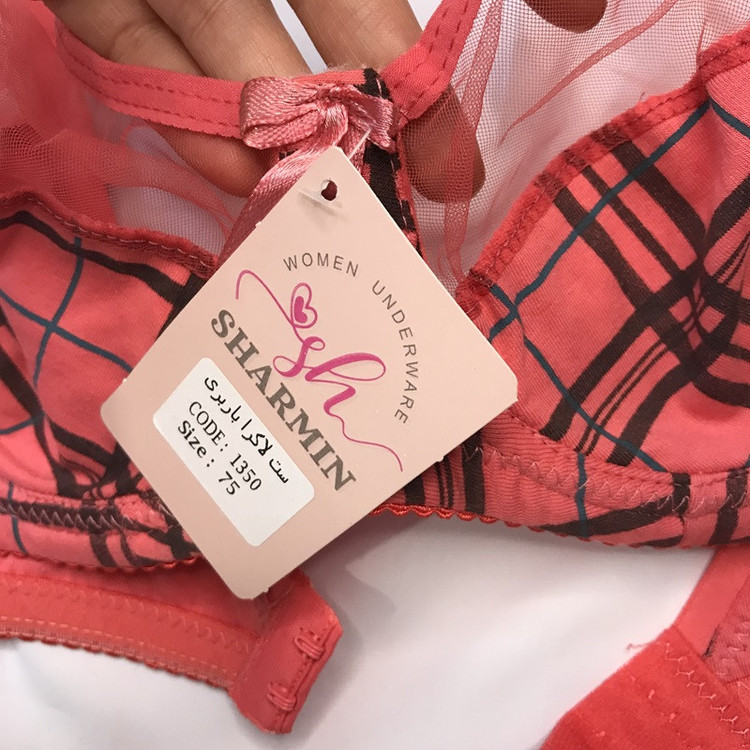 WOMEN UNDERWARE
sh
SHARMIN
ست لاکرا باربری
CODE: 1350
Size: 75